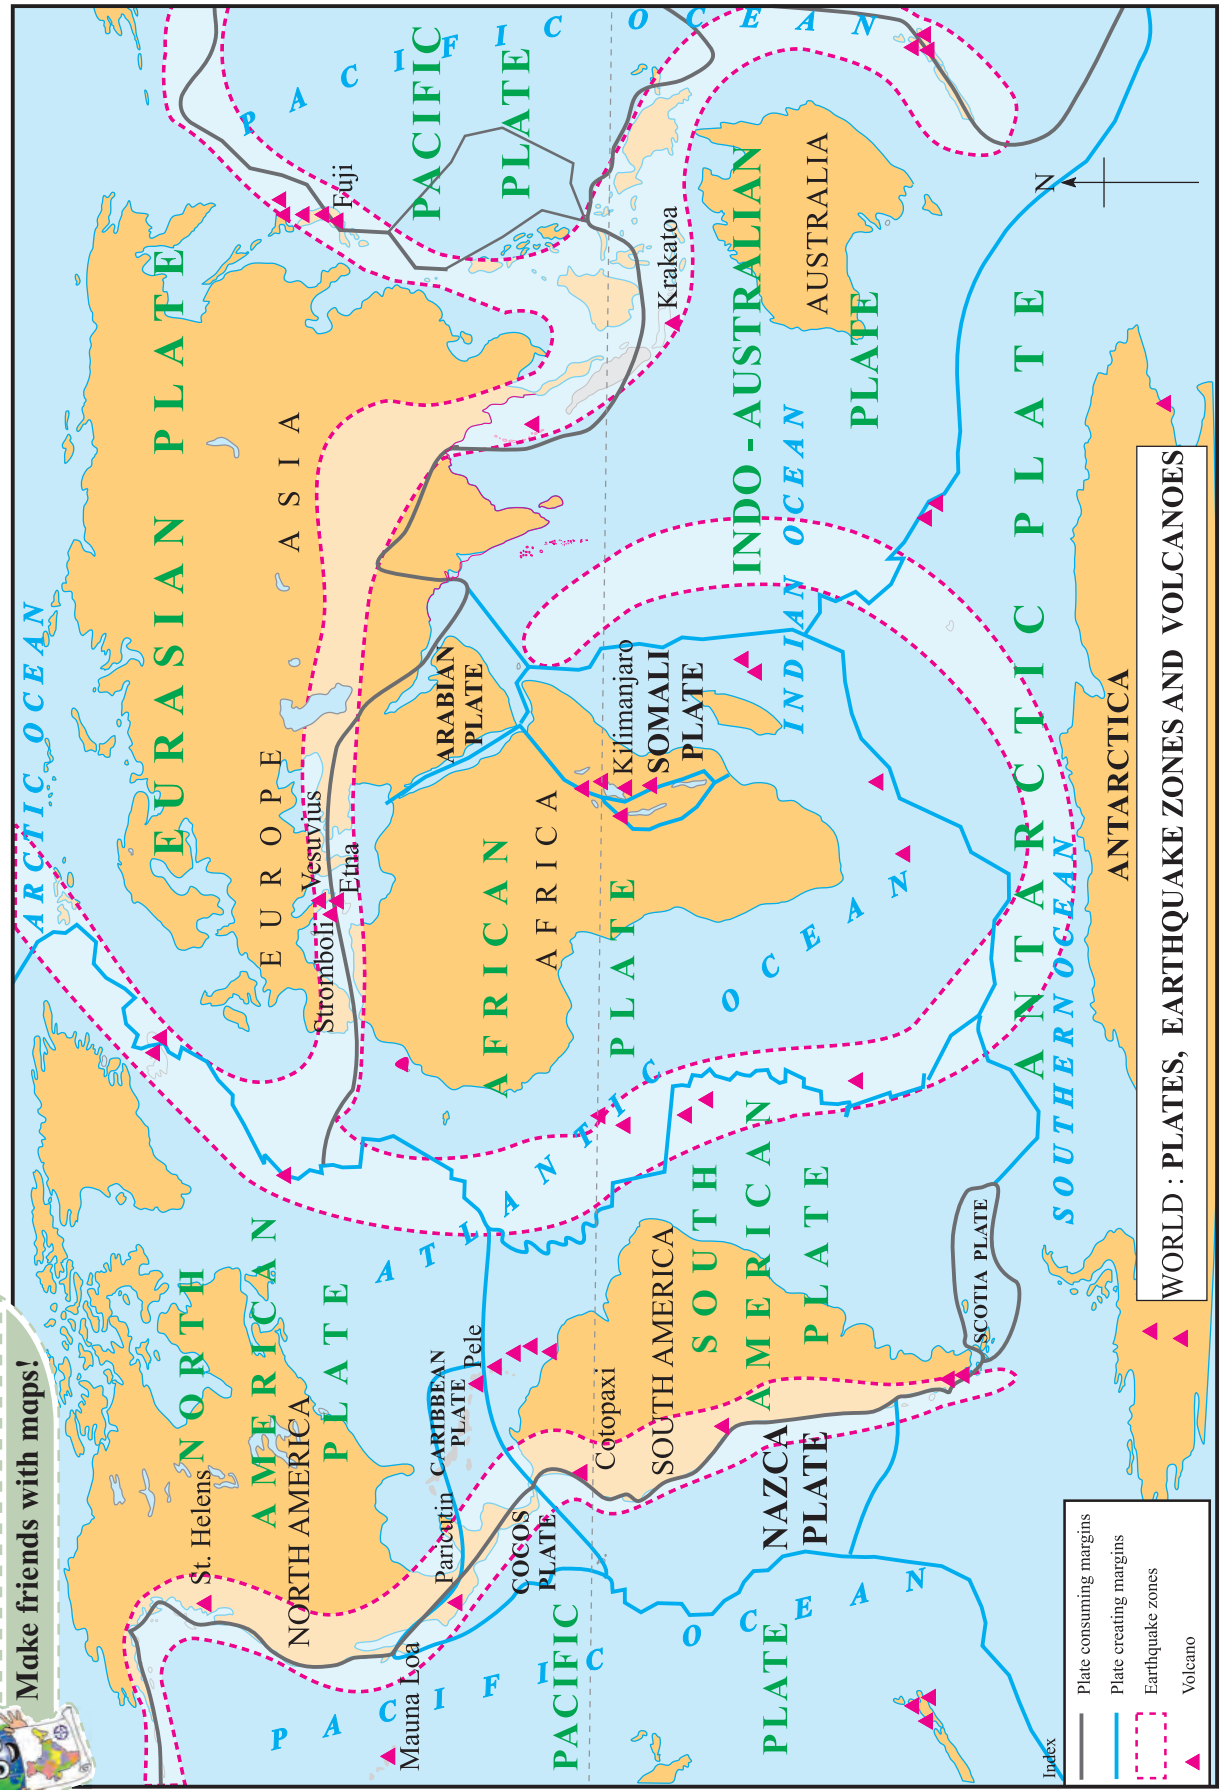 Make friends with maps!
ARCTIC OCEAN
EURASIAN PLATE
EUROPE
ASIA
NORTH
AMERICAN
PLATE
NORTH AMERICA
St. Helens
Stromboli
Vesuvius
Etna
Fuji
PACIFIC OCEAN
PACIFIC
PLATE
Mauna Loa
Paricutin
CARIBBEAN
PLATE
Pele
COCOS
PLATE
ATLANTIC OCEAN
AFRICAN
PLATE
AFRICA
ARABIAN
PLATE
Kilimanjaro
SOMALI
PLATE
Krakatoa
INDO - AUSTRALIAN
PLATE
AUSTRALIA
INDIAN OCEAN
PACIFIC
PLATE
PACIFIC OCEAN
Cotopaxi
SOUTH AMERICA
SOUTH
AMERICAN
PLATE
NAZCA
PLATE
SCOTIA PLATE
ANTARCTIC PLATE
SOUTHERN OCEAN
ANTARCTICA
N
WORLD : PLATES, EARTHQUAKE ZONES AND VOLCANOES
Index
Plate consuming margins
Plate creating margins
Earthquake zones
Volcano